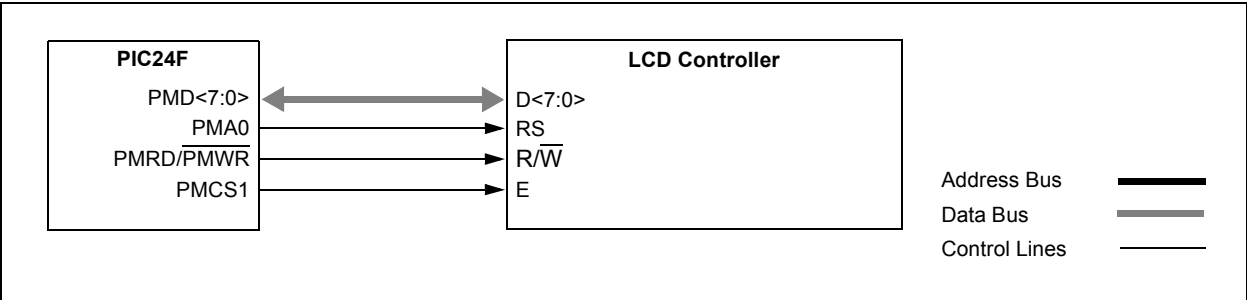 PIC24F
PMD<7:0>
PMA0
PMRD/PMWR
PMCS1
LCD Controller
D<7:0>
RS
R/W
E
Address Bus
Data Bus
Control Lines